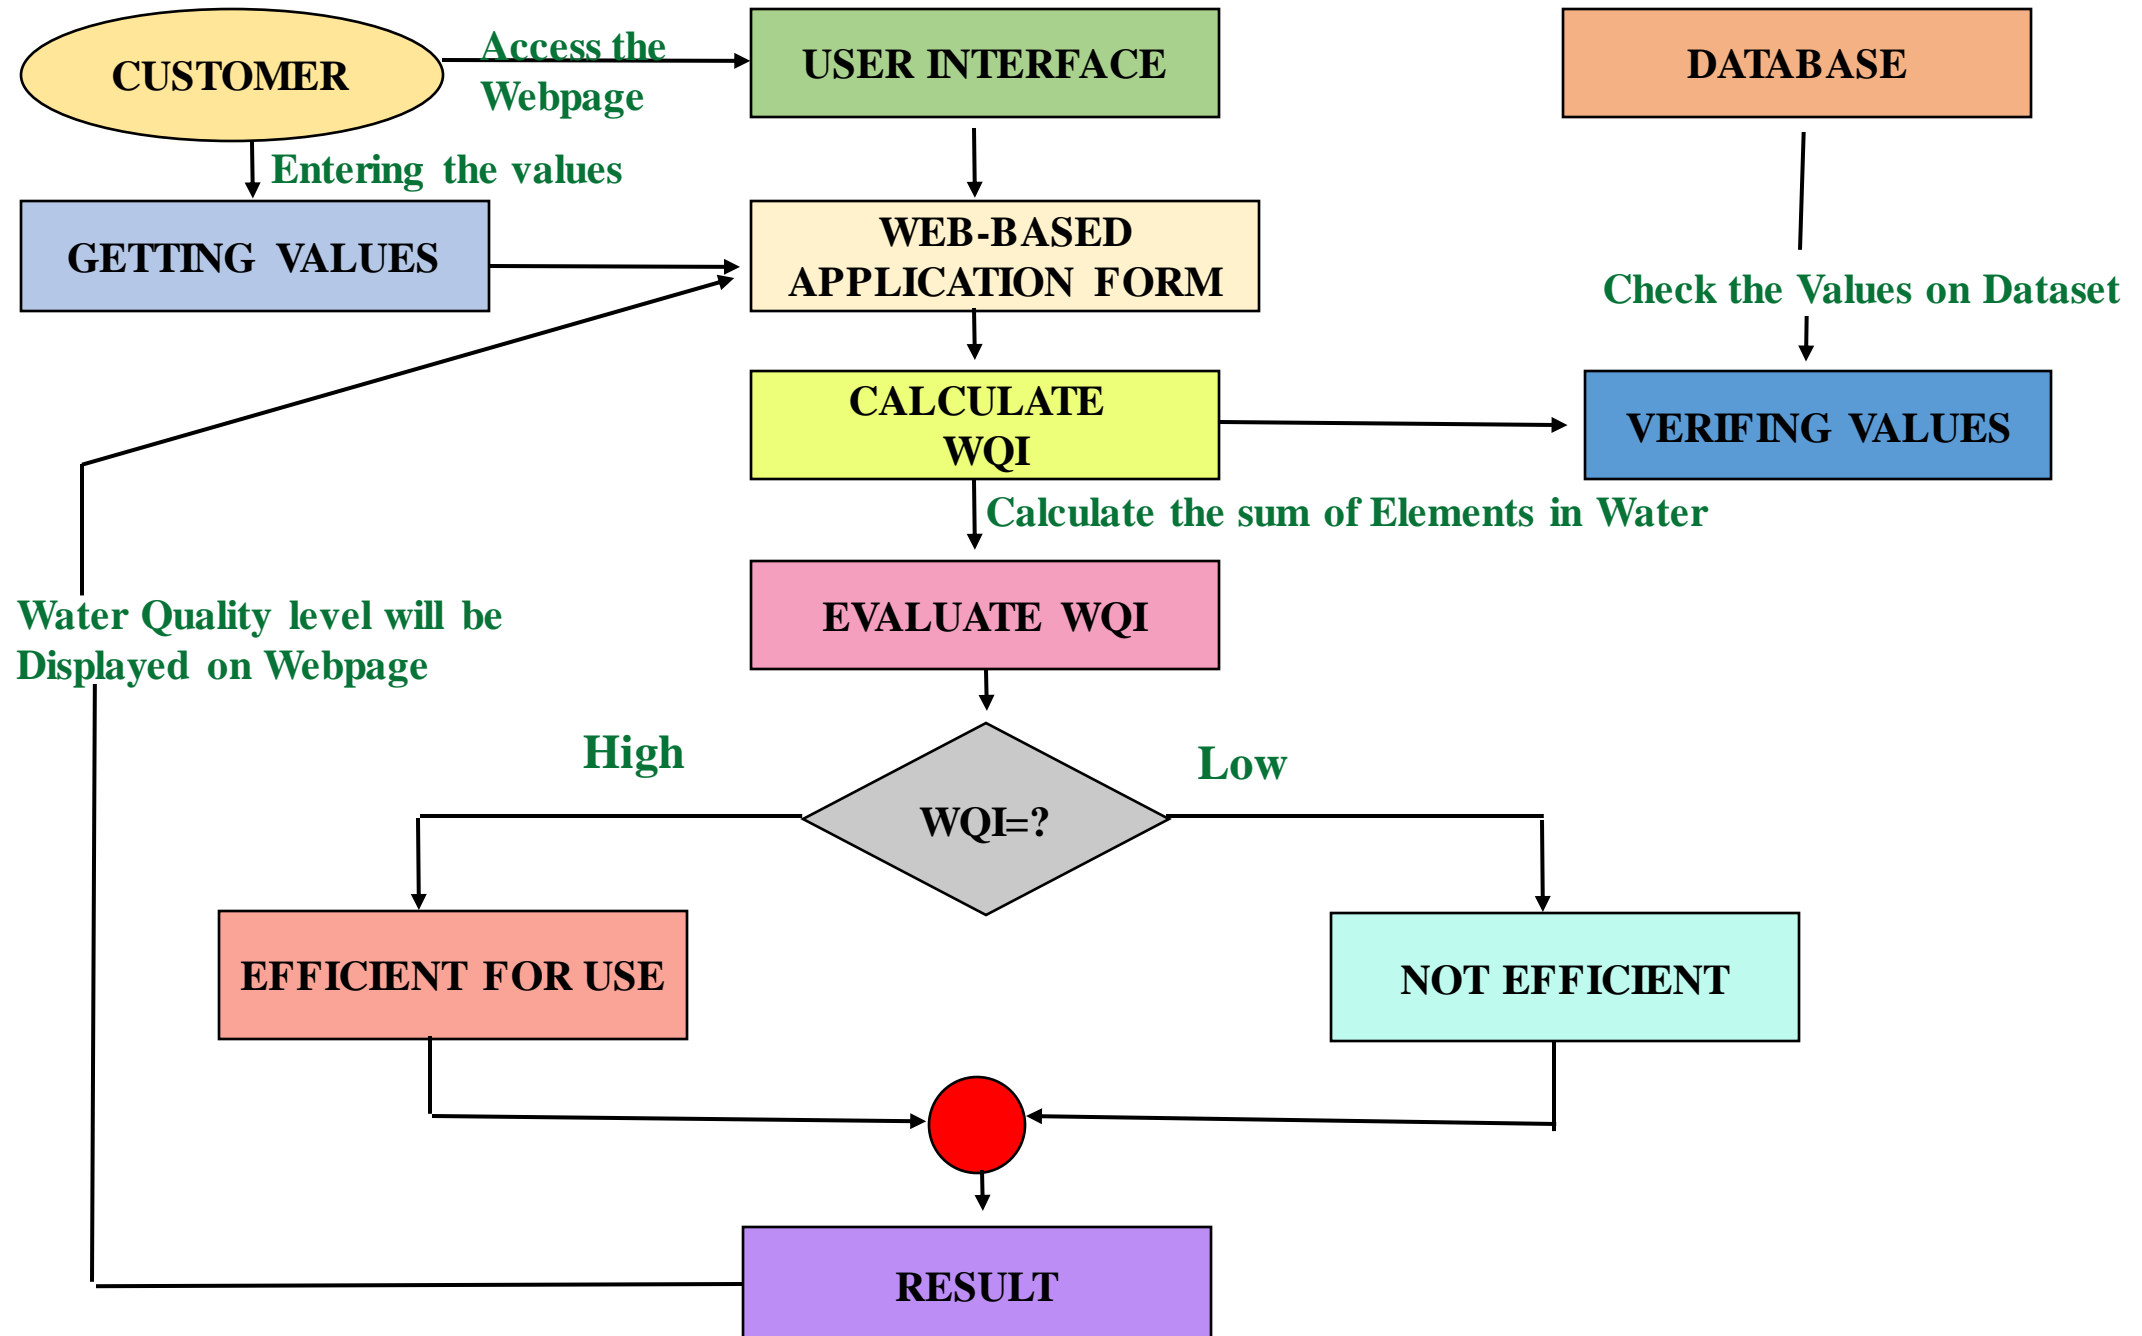 CUSTOMER
Access the
Webpage
USER INTERFACE
DATABASE
Entering the values
GETTING VALUES
WEB-BASED
APPLICATION FORM
Check the Values on Dataset
CALCULATE
WQI
VERIFING VALUES
Calculate the sum of Elements in Water
EVALUATE WQI
Water Quality level will be
Displayed on Webpage
High
Low
WQI=?
EFFICIENT FOR USE
NOT EFFICIENT
RESULT